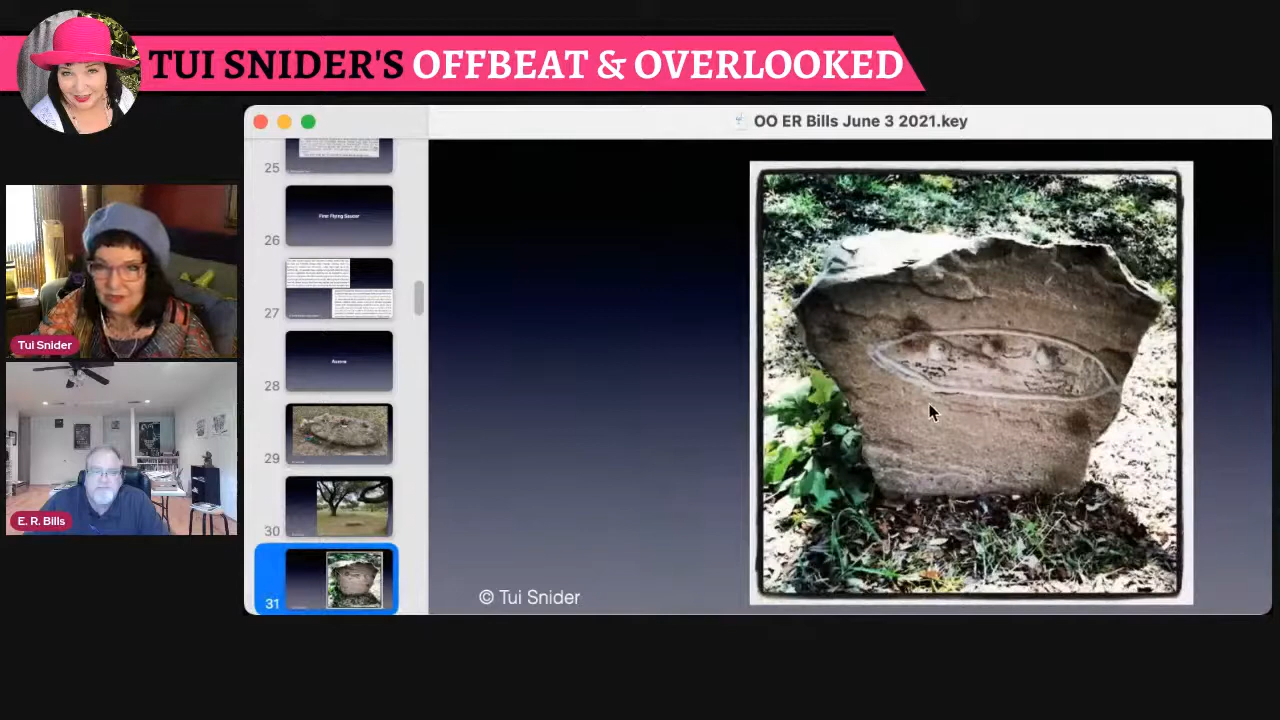 TUI SNIDER'S OFFBEAT & OVERLOOKED
OO ER Bills June 3 2021.key
25
First Flying Saucer
26
27
Aurora
28
29
30
31
Tui Snider
E. R. Bills
© Tui Snider